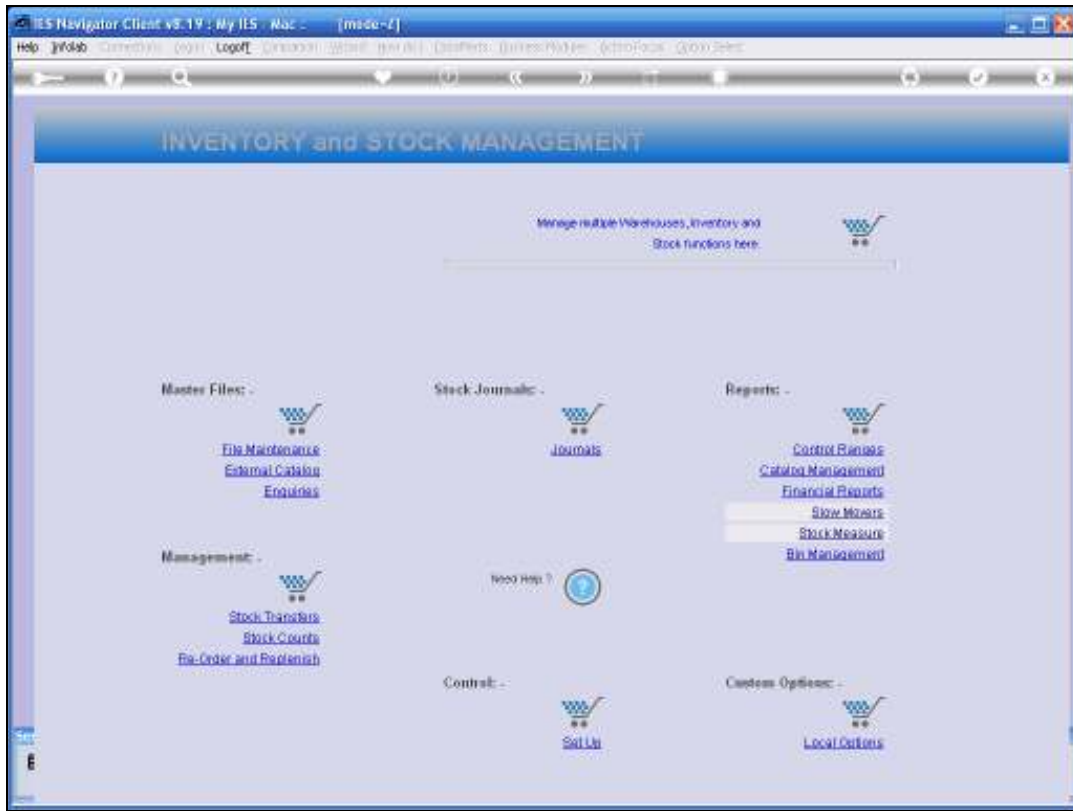 IES Navigator Client v8.19 : My IES - Mac : [mode-Z]
Help Infolab Logoff Wizard
INVENTORY and STOCK MANAGEMENT
Manage multiple Warehouses, Inventory and
Stock functions here.
Master Files: -
File Maintenance
External Catalog
Enquiries
Stock Journals: -
Journals
Reports: -
Control Ranges
Catalog Management
Financial Reports
Slow Movers
Stock Measure
Bin Management
Management: -
Stock Transfers
Stock Counts
Re-Order and Replenish
Need Help ?
?
Control: -
Set Up
Custom Options: -
Local Options